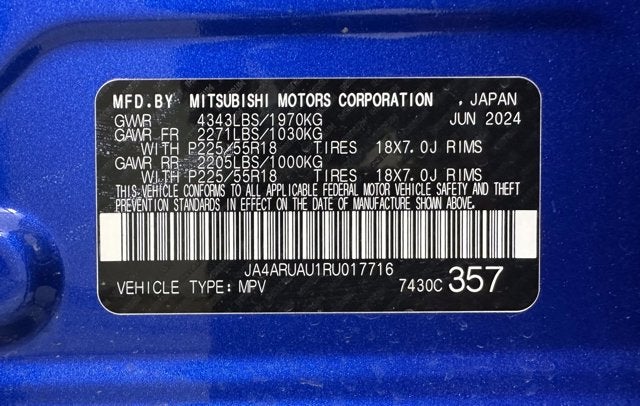 MFD.BY MITSUBISHI MOTORS CORPORATION , JAPAN
GVWR 4343LBS/1970KG JUN 2024
GAWR FR 2271LBS/1030KG
WITH P225/55R18 TIRES 18X7.0J RIMS
GAWR RR 2205LBS/1000KG
WITH P225/55R18 TIRES 18X7.0J RIMS
THIS VEHICLE CONFORMS TO ALL APPLICABLE FEDERAL MOTOR VEHICLE SAFETY AND THEFT
PREVENTION STANDARDS IN EFFECT ON THE DATE OF MANUFACTURE SHOWN ABOVE.
JA4ARUAU1RU017716
VEHICLE TYPE: MPV 7430C 357